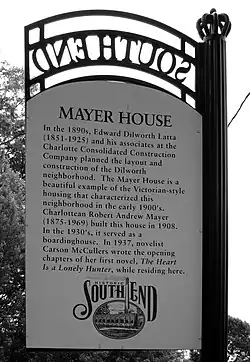 SOUTH END
MAYER HOUSE
In the 1890s, Edward Dilworth Latta
(1851-1925) and his associates at the
Charlotte Consolidated Construction
Company planned the layout and
construction of the Dilworth
neighborhood. The Mayer House is a
beautiful example of the Victorian-style
housing that characterized this
neighborhood in the early 1900's.
Charlottean Robert Andrew Mayer
(1875-1969) built this house in 1908.
In the 1930's, it served as a
boardinghouse. In 1937, novelist
Carson McCullers wrote the opening
chapters of her first novel, The Heart
Is a Lonely Hunter, while residing here.
HISTORIC
SOUTH END